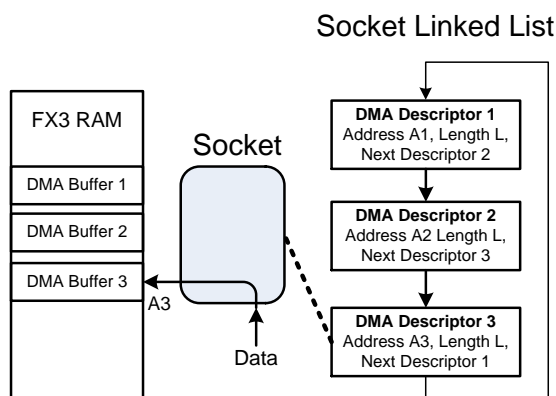 Socket Linked List
FX3 RAM
DMA Buffer 1
DMA Buffer 2
DMA Buffer 3
Socket
A3
Data
DMA Descriptor 1
Address A1, Length L,
Next Descriptor 2
DMA Descriptor 2
Address A2 Length L,
Next Descriptor 3
DMA Descriptor 3
Address A3, Length L,
Next Descriptor 1